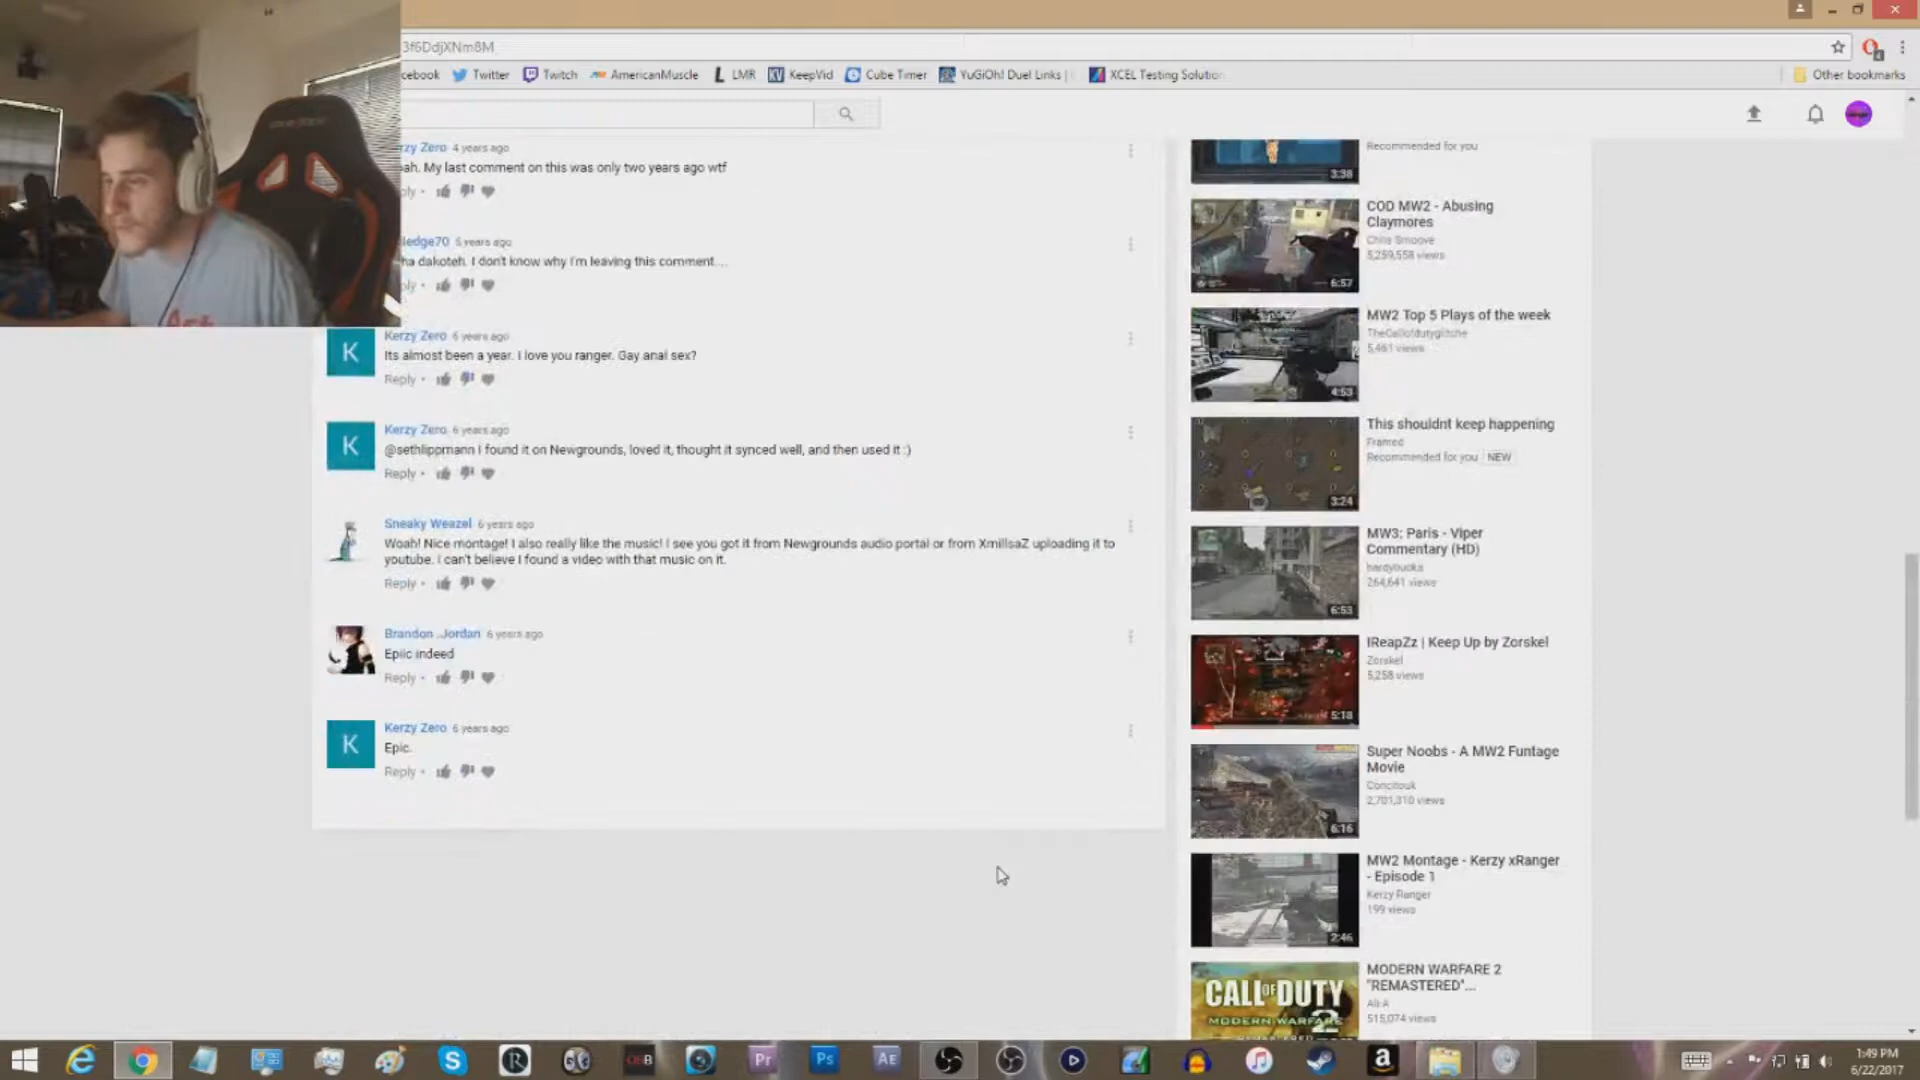 3f6DdjXNm8M
cebook Twitter Twitch AmericanMuscle LMR KeepVid Cube Timer YuGiOh! Duel Links | XCEL Testing Solution Other bookmarks
rzy Zero 4 years ago
ah. My last comment on this was only two years ago wtf
ply •
ledge70 5 years ago
ha dakoteh. I don't know why I'm leaving this comment....
ply •
K
Kerzy Zero 6 years ago
Its almost been a year. I love you ranger. Gay anal sex?
Reply •
K
Kerzy Zero 6 years ago
@sethlippmann I found it on Newgrounds, loved it, thought it synced well, and then used it :)
Reply •
Sneaky Weazel 6 years ago
Woah! Nice montage! I also really like the music! I see you got it from Newgrounds audio portal or from XmillsaZ uploading it to
youtube. I can't believe I found a video with that music on it.
Reply •
Brandon .Jordan 6 years ago
Epiic indeed
Reply •
K
Kerzy Zero 6 years ago
Epic.
Reply •
Recommended for you
3:38
COD MW2 - Abusing
Claymores
Chris Smoove
5,259,558 views
6:57
MW2 Top 5 Plays of the week
TheCallofdutyglitche
5,461 views
4:53
This shouldnt keep happening
Framed
Recommended for you NEW
3:24
MW3: Paris - Viper
Commentary (HD)
hardybucks
264,641 views
6:53
IReapZz | Keep Up by Zorskel
Zorskel
5,258 views
5:18
Super Noobs - A MW2 Funtage
Movie
Concitouk
2,701,310 views
6:16
MW2 Montage - Kerzy xRanger
- Episode 1
Kerzy Ranger
199 views
2:46
MODERN WARFARE 2
"REMASTERED"...
Ali-A
515,074 views
CALL OF DUTY
MODERN WARFARE 2
Pr Ps AE
1:49 PM
6/22/2017